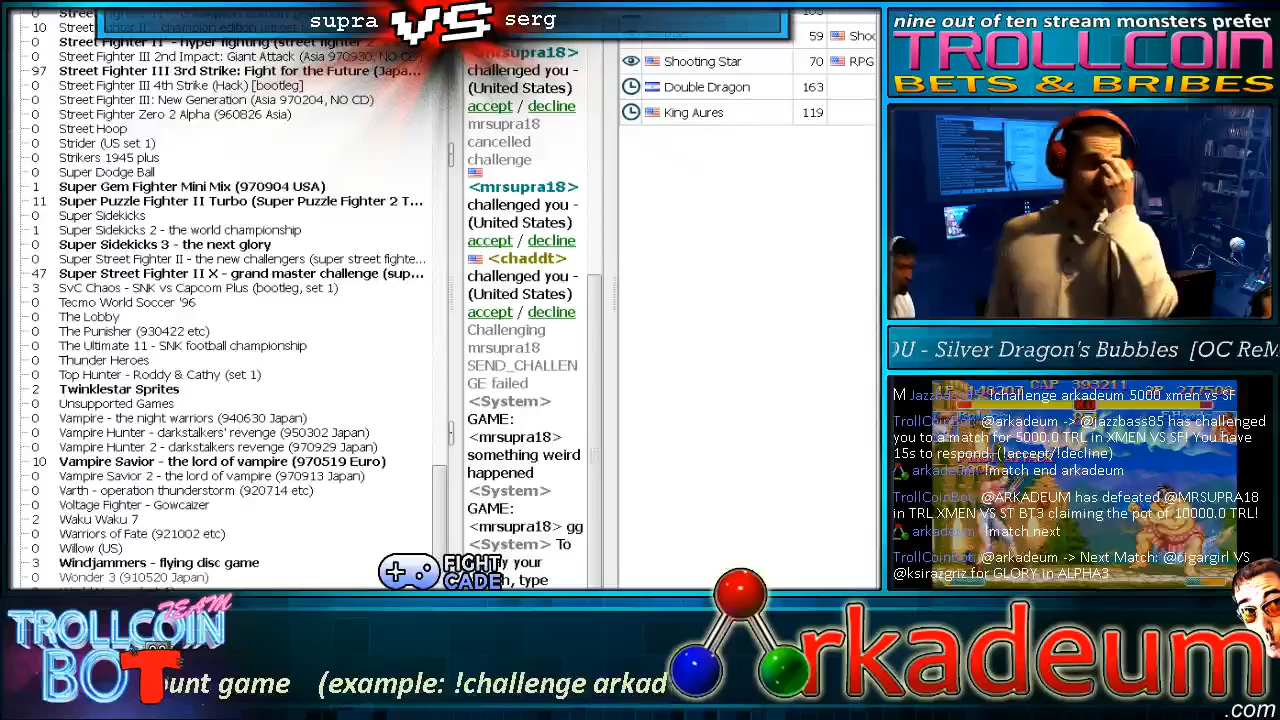 supra VS serg
10 Street Fighter II - champion edition (street fighter
0 Street Fighter II - hyper fighting (street fighter 2
0 Street Fighter III 2nd Impact: Giant Attack (Asia 970930, NO CD)
97 Street Fighter III 3rd Strike: Fight for the Future (Japa...
0 Street Fighter III 4th Strike (Hack) [bootleg]
0 Street Fighter III: New Generation (Asia 970204, NO CD)
0 Street Fighter Zero 2 Alpha (960826 Asia)
0 Street Hoop
0 Strider (US set 1)
0 Strikers 1945 plus
0 Super Dodge Ball
1 Super Gem Fighter Mini Mix (970904 USA)
11 Super Puzzle Fighter II Turbo (Super Puzzle Fighter 2 T...
0 Super Sidekicks
1 Super Sidekicks 2 - the world championship
0 Super Sidekicks 3 - the next glory
0 Super Street Fighter II - the new challengers (super street fighte...
47 Super Street Fighter II X - grand master challenge (sup...
3 SVC Chaos - SNK vs Capcom Plus (bootleg, set 1)
0 Tecmo World Soccer '96
0 The Lobby
0 The Punisher (930422 etc)
0 The Ultimate 11 - SNK football championship
0 Thunder Heroes
0 Top Hunter - Roddy & Cathy (set 1)
2 Twinklestar Sprites
0 Unsupported Games
0 Vampire - the night warriors (940630 Japan)
0 Vampire Hunter - darkstalkers' revenge (950302 Japan)
0 Vampire Hunter 2 - darkstalkers revenge (970929 Japan)
10 Vampire Savior - the lord of vampire (970519 Euro)
0 Vampire Savior 2 - the lord of vampire (970913 Japan)
0 Varth - operation thunderstorm (920714 etc)
0 Voltage Fighter - Gowcaizer
2 Waku Waku 7
0 Warriors of Fate (921002 etc)
0 Willow (US)
3 Windjammers - flying disc game
0 Wonder 3 (910520 Japan)
<mrsupra18>
challenged you -
(United States)
accept / decline
mrsupra18
cancelled
challenge
<mrsupra18>
challenged you -
(United States)
accept / decline
<chaddt>
challenged you -
(United States)
accept / decline
Challenging
mrsupra18
SEND_CHALLEN
GE failed
<System>
GAME:
<mrsupra18>
something weird
happened
<System>
GAME:
<mrsupra18> gg
<System> To
your
type
FIGHT
CADE
59 Shoo
Shooting Star 70 RPG
Double Dragon 163
King Aures 119
nine out of ten stream monsters prefer
TROLLCOIN
BETS & BRIBES
OU - Silver Dragon's Bubbles [OC ReM
M Jazzbass85: !challenge arkadeum 5000 xmen vs SF
TrollCoinBot: @arkadeum -> @jazzbass85 has challenged
you to a match for 5000.0 TRL in XMEN VS SF! You have
15s to respond (!accept/!decline)
arkadeum: !match end arkadeum
TrollCoinBot: @ARKADEUM has defeated @MRSUPRA18
in TRL XMEN VS ST BT3 claiming the pot of 10000.0 TRL!
arkadeum: !match next
TrollCoinBot: @arkadeum -> Next Match: @cigargirl VS
@ksirazgriz for GLORY in ALPHA3
TEAM
TROLLCOIN
BOT
ount game (example: !challenge arkad
Arkadeum
.com